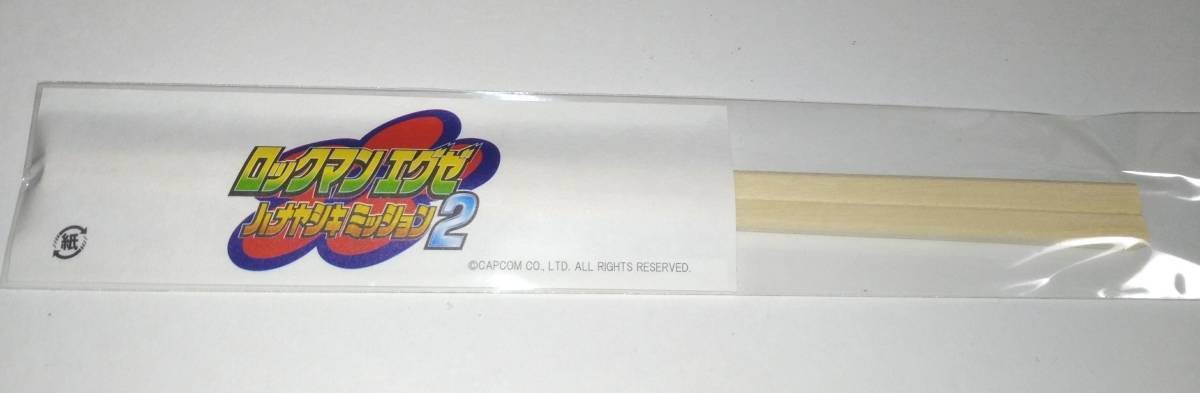 ロックマン エグゼ
ハナヤシキ ミッション2
紙
©CAPCOM CO., LTD. ALL RIGHTS RESERVED.